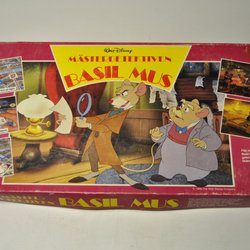 WALT DISNEY
MÄSTERDETEKTIVEN
BASIL MUS
BASIL MUS